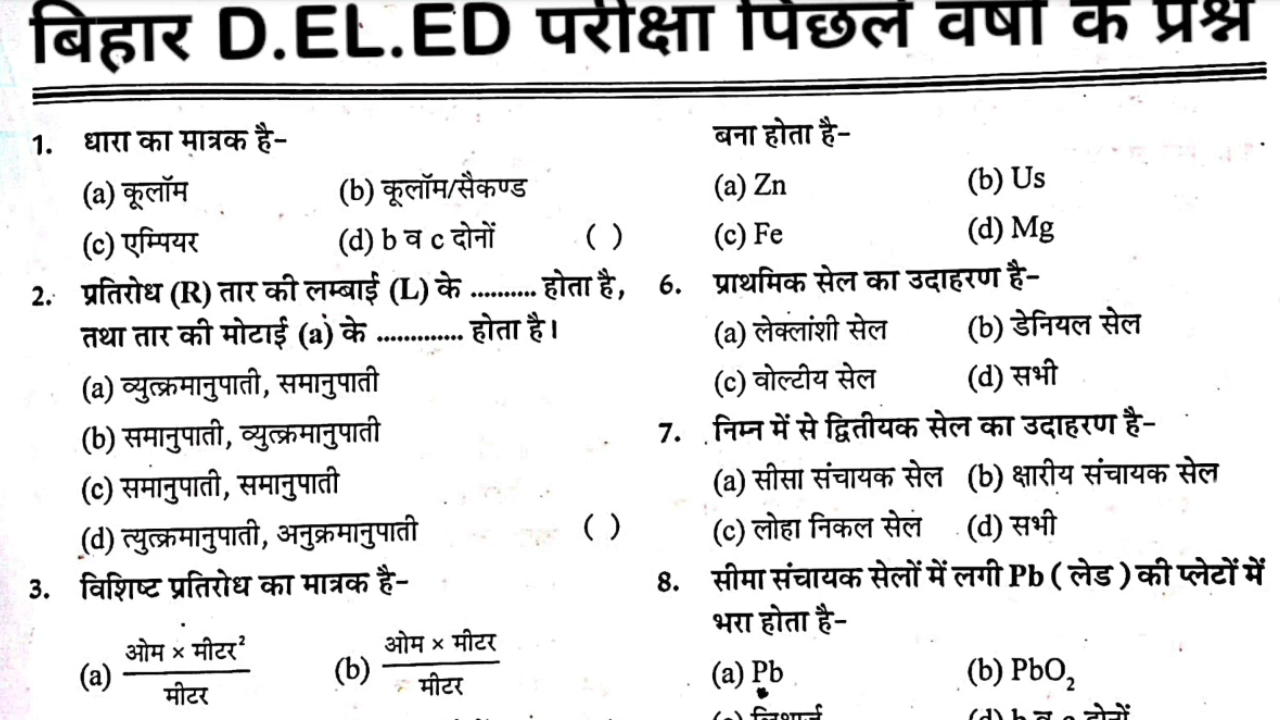 बिहार D.EL.ED परीक्षा पिछले वर्षों के प्रश्न
1. धारा का मात्रक है-
(a) कूलॉम (b) कूलॉम/सैकण्ड
(c) एम्पियर (d) b व c दोनों ( )
2. प्रतिरोध (R) तार की लम्बाई (L) के .......... होता है,
तथा तार की मोटाई (a) के ............. होता है।
(a) व्युत्क्रमानुपाती, समानुपाती
(b) समानुपाती, व्युत्क्रमानुपाती
(c) समानुपाती, समानुपाती
(d) त्युत्क्रमानुपाती, अनुक्रमानुपाती ( )
3. विशिष्ट प्रतिरोध का मात्रक है-
(a) ओम × मीटर² / मीटर (b) ओम × मीटर / मीटर
बना होता है-
(a) Zn (b) Us
(c) Fe (d) Mg
6. प्राथमिक सेल का उदाहरण है-
(a) लेक्लांशी सेल (b) डेनियल सेल
(c) वोल्टीय सेल (d) सभी
7. निम्न में से द्वितीयक सेल का उदाहरण है-
(a) सीसा संचायक सेल (b) क्षारीय संचायक सेल
(c) लोहा निकल सेल (d) सभी
8. सीमा संचायक सेलों में लगी Pb ( लेड ) की प्लेटों में
भरा होता है-
(a) Pb (b) PbO₂
(d) b व c दोनों